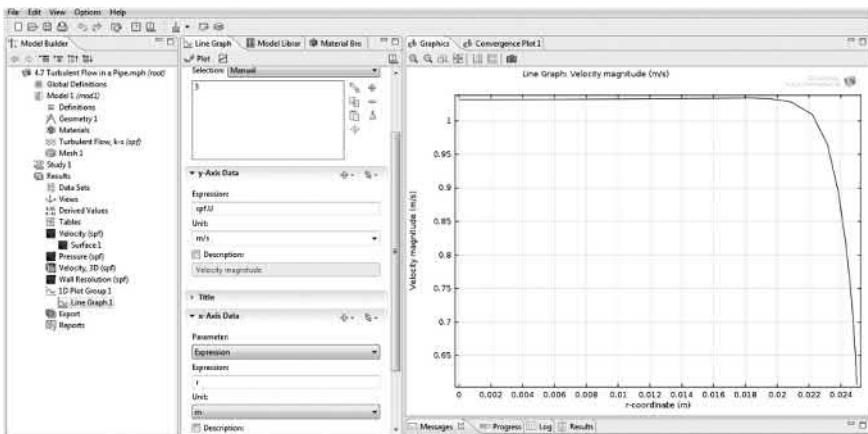 File Edit View Options Help
Model Builder
4.7 Turbulent Flow in a Pipe.mph (root)
Global Definitions
Model 1 (mod1)
Definitions
Geometry 1
Materials
Turbulent Flow, k-ε (spf)
Mesh 1
Study 1
Results
Data Sets
Views
Derived Values
Tables
Velocity (spf)
Surface 1
Pressure (spf)
Velocity, 3D (spf)
Wall Resolution (spf)
1D Plot Group 1
Line Graph 1
Export
Reports
Line Graph Model Librar Material Bro
Plot
Selection: Manual
3
y-Axis Data
Expression:
spf.U
Unit:
m/s
Description:
Velocity magnitude
Title
x-Axis Data
Parameter:
Expression
Expression:
r
Unit:
m
Description:
Graphics Convergence Plot 1
Line Graph: Velocity magnitude (m/s)
Velocity magnitude (m/s)
1
0.95
0.9
0.85
0.8
0.75
0.7
0.65
0 0.002 0.004 0.006 0.008 0.01 0.012 0.014 0.016 0.018 0.02 0.022 0.024
r-coordinate (m)
Messages Progress Log Results